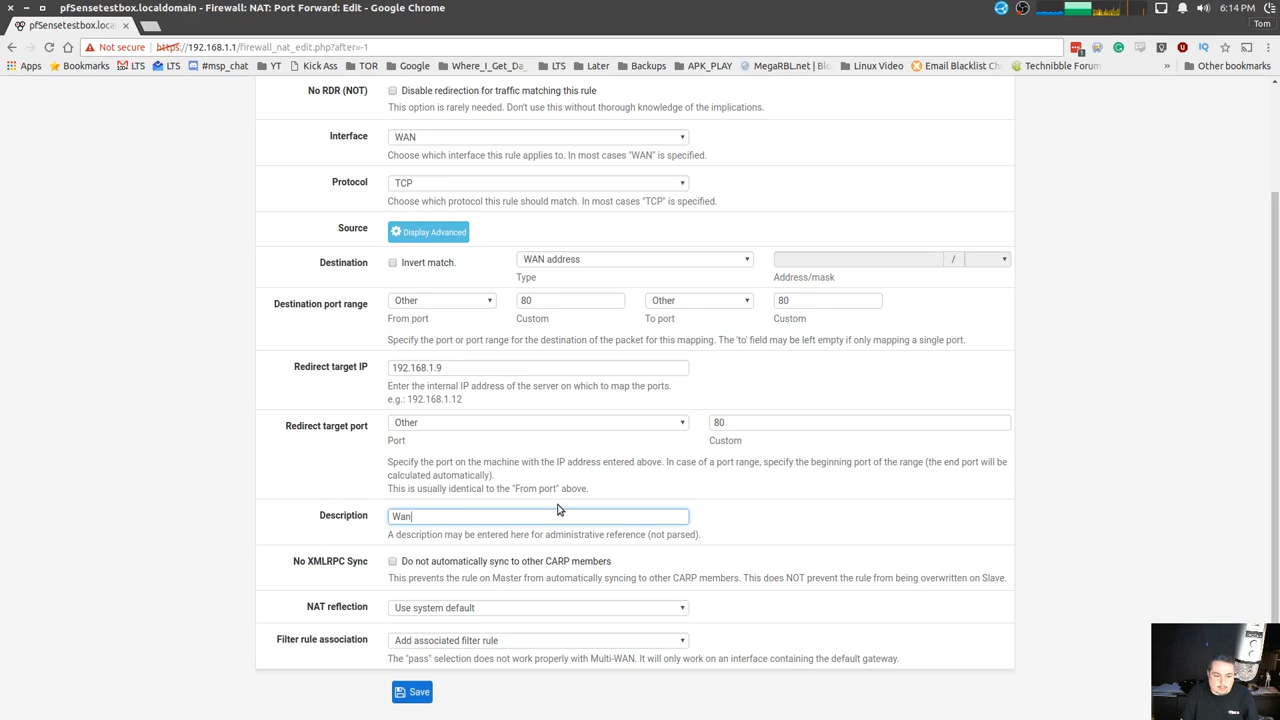 pfSensetestbox.localdomain - Firewall: NAT: Port Forward: Edit - Google Chrome
6:14 PM
pfSensetestbox.loca
Tom
Not secure https://192.168.1.1/firewall_nat_edit.php?after=-1
Apps Bookmarks LTS LTS #msp_chat YT Kick Ass TOR Google Where_I_Get_Da_ LTS Later Backups APK_PLAY MegaRBL.net | Blo Linux Video Email Blacklist Ch Technibble Forum » Other bookmarks
No RDR (NOT) Disable redirection for traffic matching this rule
This option is rarely needed. Don't use this without thorough knowledge of the implications.
Interface WAN
Choose which interface this rule applies to. In most cases "WAN" is specified.
Protocol TCP
Choose which protocol this rule should match. In most cases "TCP" is specified.
Source Display Advanced
Destination Invert match. WAN address /
Type Address/mask
Destination port range Other 80 Other 80
From port Custom To port Custom
Specify the port or port range for the destination of the packet for this mapping. The 'to' field may be left empty if only mapping a single port.
Redirect target IP 192.168.1.9
Enter the internal IP address of the server on which to map the ports.
e.g.: 192.168.1.12
Redirect target port Other 80
Port Custom
Specify the port on the machine with the IP address entered above. In case of a port range, specify the beginning port of the range (the end port will be
calculated automatically).
This is usually identical to the "From port" above.
Description Wan
A description may be entered here for administrative reference (not parsed).
No XMLRPC Sync Do not automatically sync to other CARP members
This prevents the rule on Master from automatically syncing to other CARP members. This does NOT prevent the rule from being overwritten on Slave.
NAT reflection Use system default
Filter rule association Add associated filter rule
The "pass" selection does not work properly with Multi-WAN. It will only work on an interface containing the default gateway.
Save